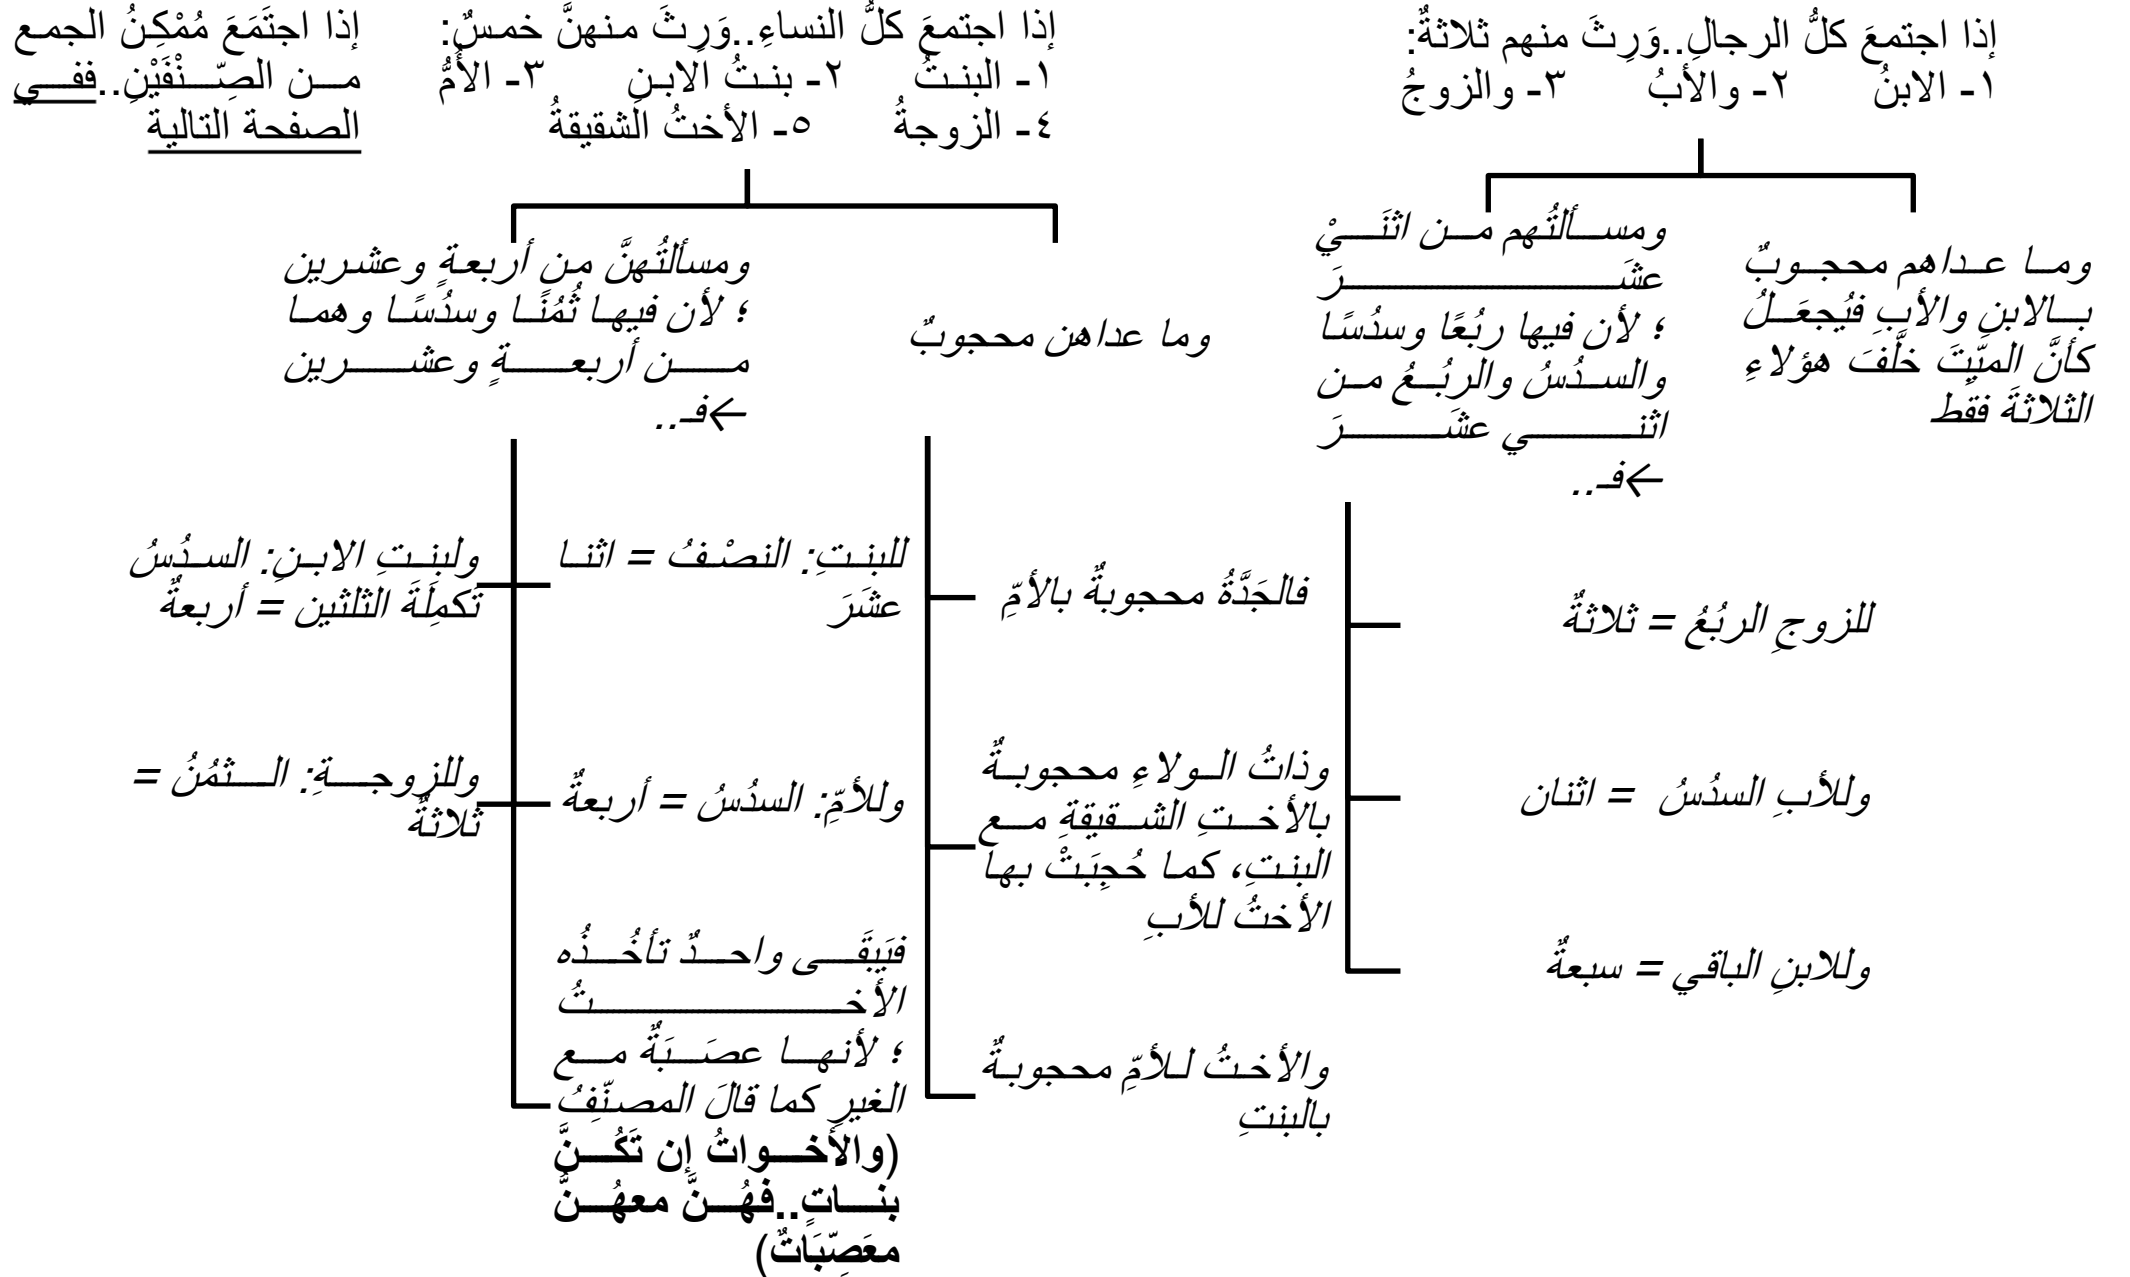 إذا اجتمعَ كلُّ الرجالِ..وَرِثَ منهم ثلاثةٌ:
١- الابنُ ٢- والأبُ ٣- والزوجُ
وما عداهم محجوبٌ
بالابنِ والأبِ فيُجعَلُ
كأنَّ الميّتَ خلَّفَ هؤلاءِ
الثلاثةَ فقط
ومسألتُهم من اثنَيْ
عشَرَ
؛ لأن فيها ربُعًا وسدُسًا
والسدُسُ والربُعُ من
اثني عشَرَ
←فـ..
للزوجِ الربُعُ = ثلاثةٌ
وللأبِ السدُسُ = اثنان
وللابنِ الباقي = سبعةٌ
إذا اجتمعَ كلُّ النساءِ..وَرِثَ منهنَّ خمسٌ:
١- البنتُ ٢- بنتُ الابنِ ٣- الأمُّ
٤- الزوجةُ ٥- الأختُ الشقيقةُ
وما عداهن محجوبٌ
فالجَدَّةُ محجوبةٌ بالأمِّ
وذاتُ الولاءِ محجوبةٌ
بالأختِ الشقيقةِ مع
البنتِ، كما حُجِبَتْ بها
الأختُ للأبِ
والأختُ للأمِّ محجوبةٌ
بالبنتِ
ومسألتُهنَّ من أربعةٍ وعشرين
؛ لأن فيها ثُمُنًا وسدُسًا وهما
من أربعةٍ وعشرين
←فـ..
للبنتِ: النصْفُ = اثنا
عشَرَ
ولبنتِ الابنِ: السدُسُ
تَكمِلَةَ الثلثين = أربعةٌ
وللأمِّ: السدُسُ = أربعةٌ
وللزوجةِ: الثمُنُ =
ثلاثةٌ
فيَبقَى واحدٌ تأخُذُه
الأختُ
؛ لأنها عصَبَةٌ مع
الغيرِ كما قالَ المصنّفُ
(والأخواتُ إن تَكُنَّ
بناتٍ..فهُنَّ معهُنَّ
معَصِّبَاتٌ)
إذا اجتَمَعَ مُمْكِنُ الجمع
من الصِّنْفَيْنِ..ففي
الصفحة التالية